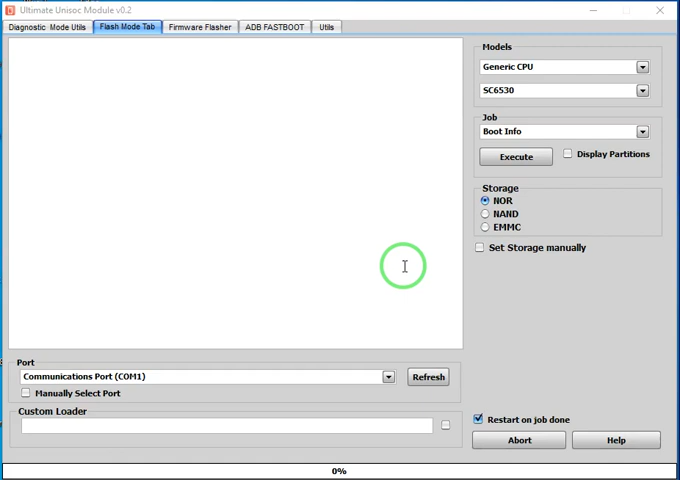 Ultimate Unisoc Module v0.2
Diagnostic Mode Utils
Flash Mode Tab
Firmware Flasher
ADB FASTBOOT
Utils
Models
Generic CPU
SC6530
Job
Boot Info
Execute
Display Partitions
Storage
NOR
NAND
EMMC
Set Storage manually
Port
Communications Port (COM1)
Refresh
Manually Select Port
Custom Loader
Restart on job done
Abort
Help
0%